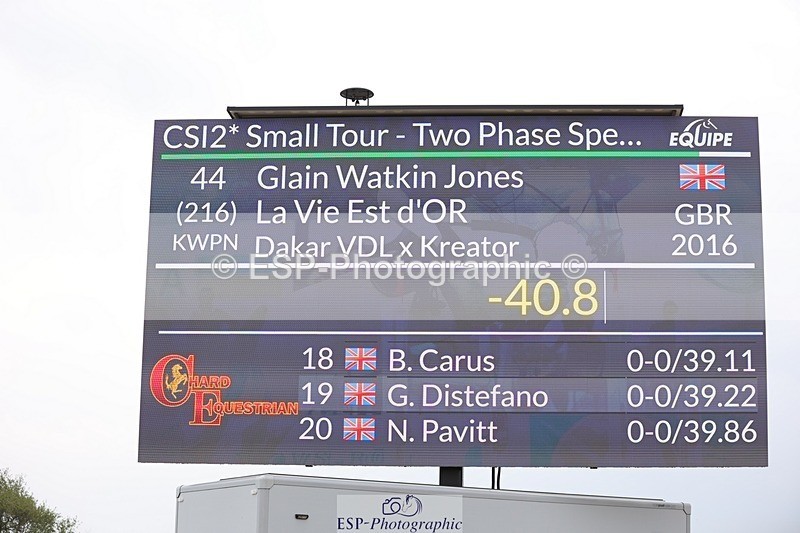 CSI2* Small Tour - Two Phase Spe... EQUIPE
44 Glain Watkin Jones
(216) La Vie Est d'OR GBR
KWPN Dakar VDL x Kreator 2016
© ESP-Photographic ©
-40.8
18 B. Carus 0-0/39.11
CHARD
19 G. Distefano 0-0/39.22
EQUESTRIAN
20 N. Pavitt 0-0/39.86
ESP-Photographic